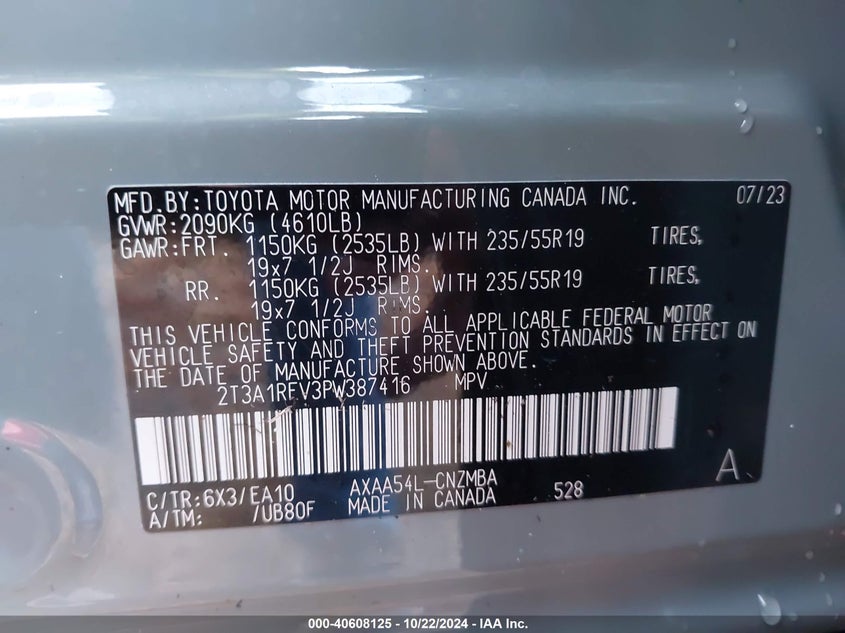 MFD.BY:TOYOTA MOTOR MANUFACTURING CANADA INC. 07/23
GVWR:2090KG (4610LB)
GAWR:FRT. 1150KG (2535LB) WITH 235/55R19 TIRES,
19x7 1/2J RIMS.
RR. 1150KG (2535LB) WITH 235/55R19 TIRES,
19x7 1/2J RIMS.
THIS VEHICLE CONFORMS TO ALL APPLICABLE FEDERAL MOTOR
VEHICLE SAFETY AND THEFT PREVENTION STANDARDS IN EFFECT ON
THE DATE OF MANUFACTURE SHOWN ABOVE.
2T3A1RFV3PW387416 MPV
A
C/TR:6X3/EA10 AXAA54L-CNZMBA 528
A/TM: /UB80F MADE IN CANADA
000-40608125 - 10/22/2024 - IAA Inc.